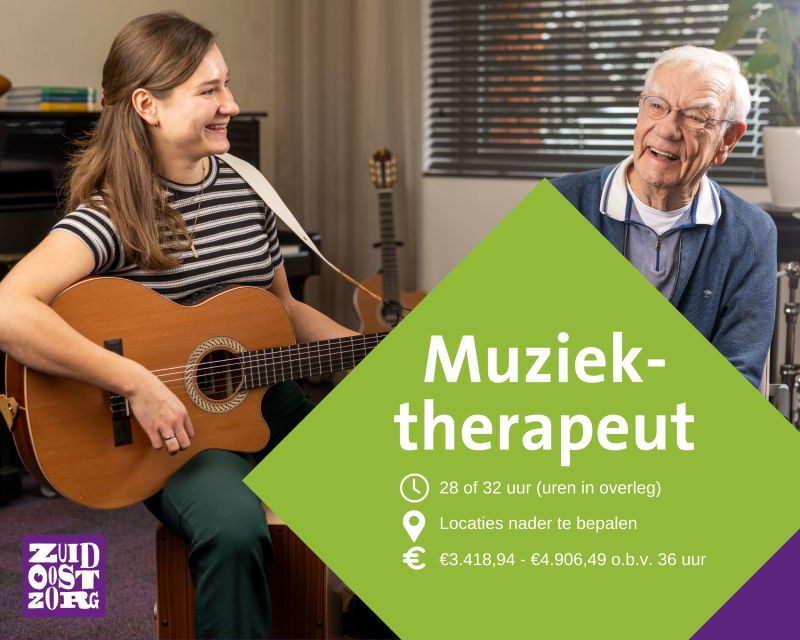 Muziek-
therapeut
28 of 32 uur (uren in overleg)
Locaties nader te bepalen
€ €3.418,94 - €4.906,49 o.b.v. 36 uur
ZUID
OOST
ZORG